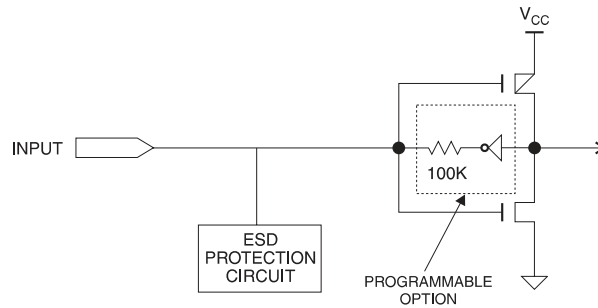 VCC
INPUT
100K
ESD
PROTECTION
CIRCUIT
PROGRAMMABLE
OPTION